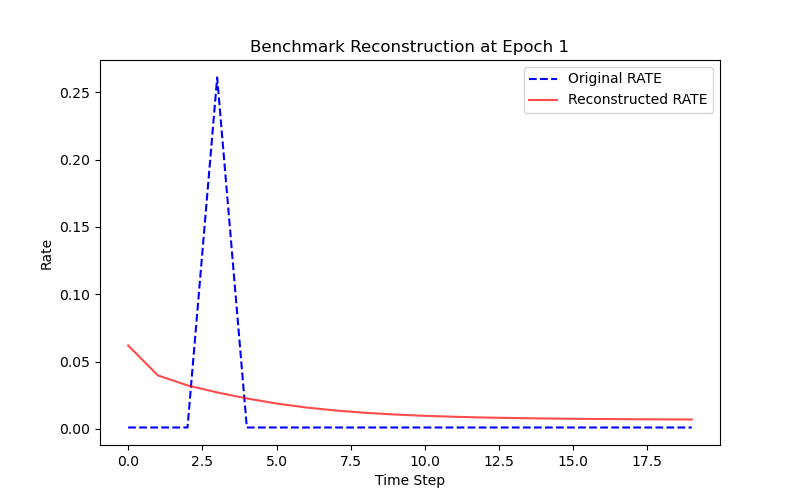 Benchmark Reconstruction at Epoch 1
Original RATE
Reconstructed RATE
Rate
0.25
0.20
0.15
0.10
0.05
0.00
0.0 2.5 5.0 7.5 10.0 12.5 15.0 17.5
Time Step